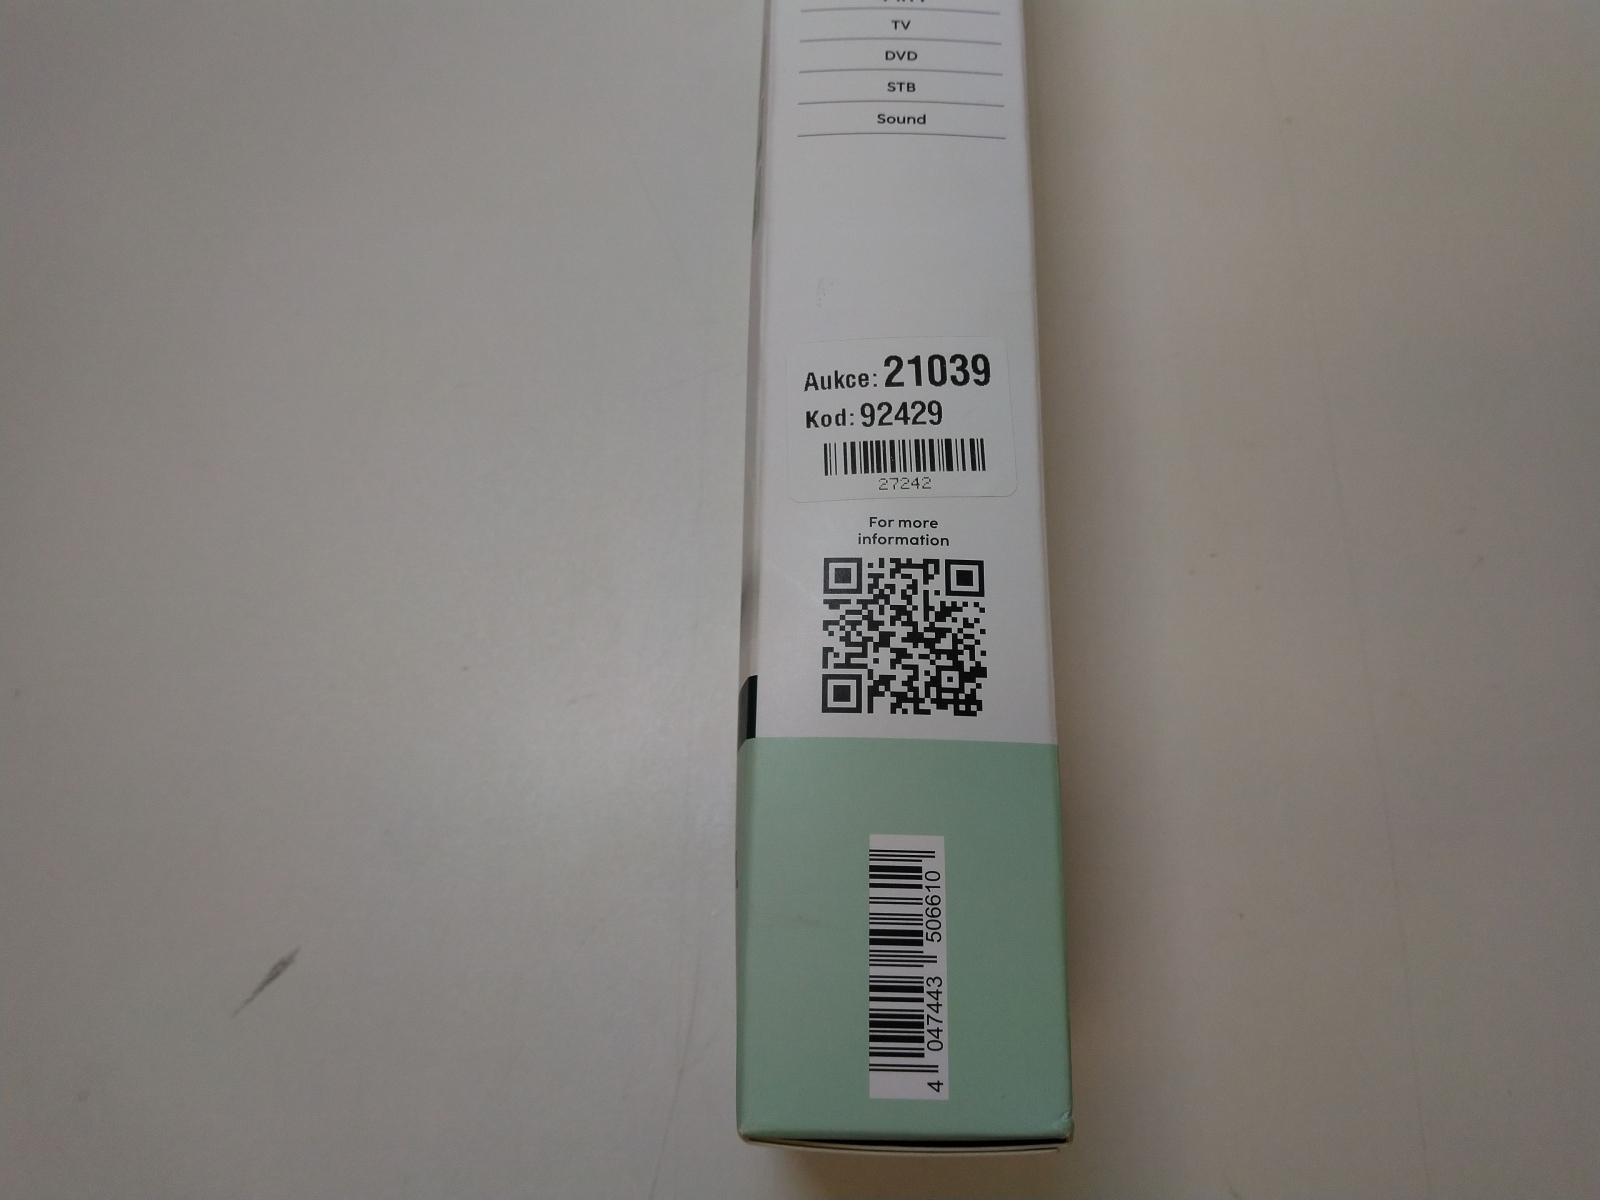 TV
DVD
STB
Sound
Aukce: 21039
Kod: 92429
27242
For more
information
4 047443 506610